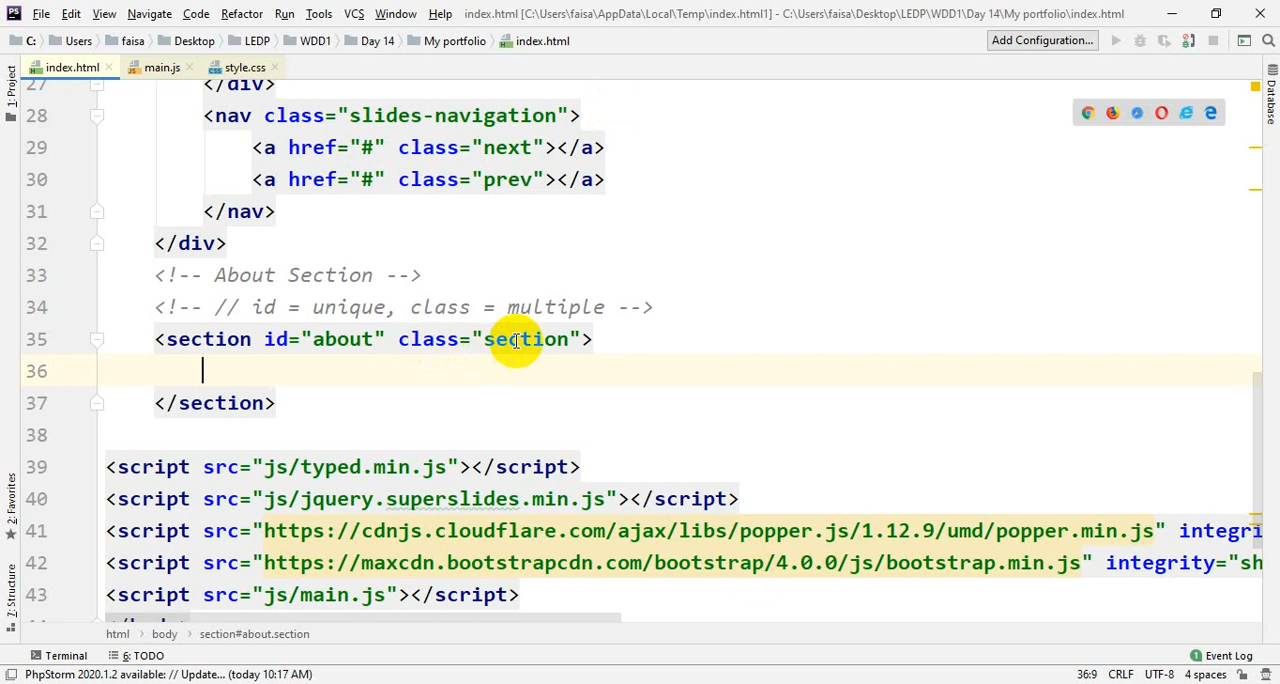 PS File Edit View Navigate Code Refactor Run Tools VCS Window Help index.html [C:\Users\faisa\AppData\Local\Temp\index.html1] - C:\Users\faisa\Desktop\LEDP\WDD1\Day 14\My portfolio\index.html
C: Users faisa Desktop LEDP WDD1 Day 14 My portfolio index.html Add Configuration...
index.html main.js style.css
1: Project
Database
27 </div>
28 <nav class="slides-navigation">
29 <a href="#" class="next"></a>
30 <a href="#" class="prev"></a>
31 </nav>
32 </div>
33 <!-- About Section -->
34 <!-- // id = unique, class = multiple -->
35 <section id="about" class="section">
36
37 </section>
38
39 <script src="js/typed.min.js"></script>
40 <script src="js/jquery.superslides.min.js"></script>
41 <script src="https://cdnjs.cloudflare.com/ajax/libs/popper.js/1.12.9/umd/popper.min.js" integri
42 <script src="https://maxcdn.bootstrapcdn.com/bootstrap/4.0.0/js/bootstrap.min.js" integrity="sh
43 <script src="js/main.js"></script>
2: Favorites
Z: Structure
html body section#about.section
Terminal 6: TODO 1 Event Log
PhpStorm 2020.1.2 available: // Update... (today 10:17 AM) 36:9 CRLF UTF-8 4 spaces